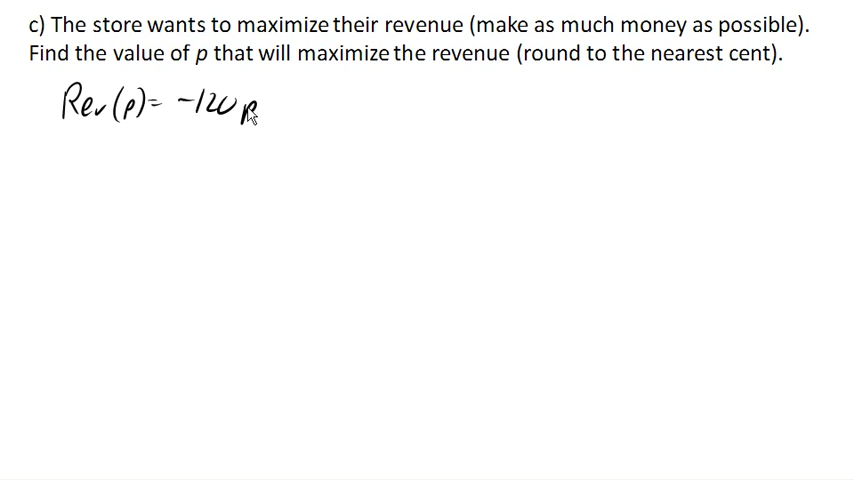 c) The store wants to maximize their revenue (make as much money as possible).
Find the value of p that will maximize the revenue (round to the nearest cent).
Rev(p)= -120p